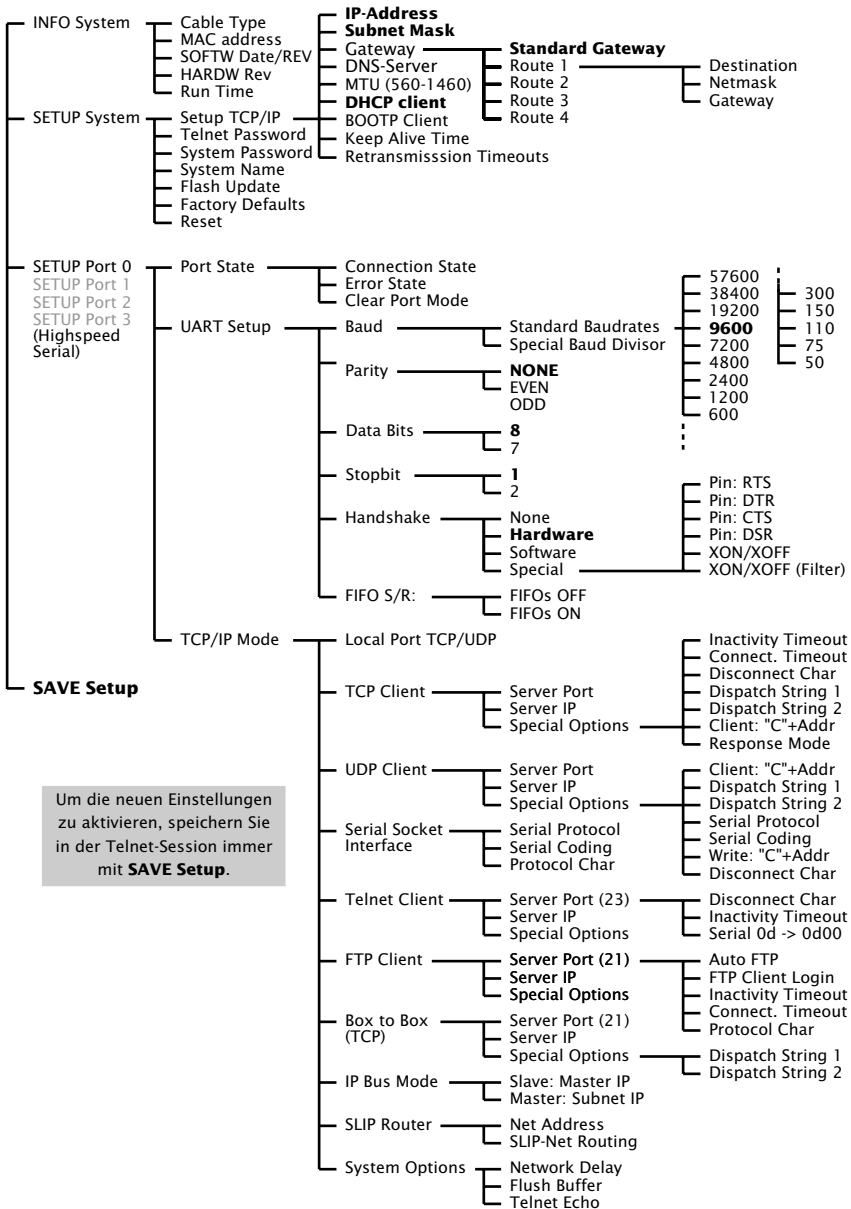 INFO System
Cable Type
MAC address
SOFTW Date/REV
HARDW Rev
Run Time
SETUP System
Setup TCP/IP
IP-Address
Subnet Mask
Gateway
Standard Gateway
Route 1
Destination
Netmask
Gateway
Route 2
Route 3
Route 4
DNS-Server
MTU (560-1460)
DHCP client
BOOTP Client
Keep Alive Time
Retransmisssion Timeouts
Telnet Password
System Password
System Name
Flash Update
Factory Defaults
Reset
SETUP Port 0
SETUP Port 1
SETUP Port 2
SETUP Port 3
(Highspeed
Serial)
Port State
Connection State
Error State
Clear Port Mode
UART Setup
Baud
Standard Baudrates
57600
38400
19200
9600
7200
4800
2400
1200
600
300
150
110
75
50
Special Baud Divisor
Parity
NONE
EVEN
ODD
Data Bits
8
7
Stopbit
1
2
Handshake
None
Hardware
Software
Special
Pin: RTS
Pin: DTR
Pin: CTS
Pin: DSR
XON/XOFF
XON/XOFF (Filter)
FIFO S/R:
FIFOs OFF
FIFOs ON
TCP/IP Mode
Local Port TCP/UDP
TCP Client
Server Port
Server IP
Special Options
Inactivity Timeout
Connect. Timeout
Disconnect Char
Dispatch String 1
Dispatch String 2
Client: "C"+Addr
Response Mode
UDP Client
Server Port
Server IP
Special Options
Client: "C"+Addr
Dispatch String 1
Dispatch String 2
Serial Protocol
Serial Coding
Write: "C"+Addr
Disconnect Char
Serial Socket
Interface
Serial Protocol
Serial Coding
Protocol Char
Telnet Client
Server Port (23)
Server IP
Special Options
Disconnect Char
Inactivity Timeout
Serial 0d -> 0d00
FTP Client
Server Port (21)
Server IP
Special Options
Auto FTP
FTP Client Login
Inactivity Timeout
Connect. Timeout
Protocol Char
Box to Box
(TCP)
Server Port (21)
Server IP
Special Options
Dispatch String 1
Dispatch String 2
IP Bus Mode
Slave: Master IP
Master: Subnet IP
SLIP Router
Net Address
SLIP-Net Routing
System Options
Network Delay
Flush Buffer
Telnet Echo
SAVE Setup
Um die neuen Einstellungen
zu aktivieren, speichern Sie
in der Telnet-Session immer
mit SAVE Setup.